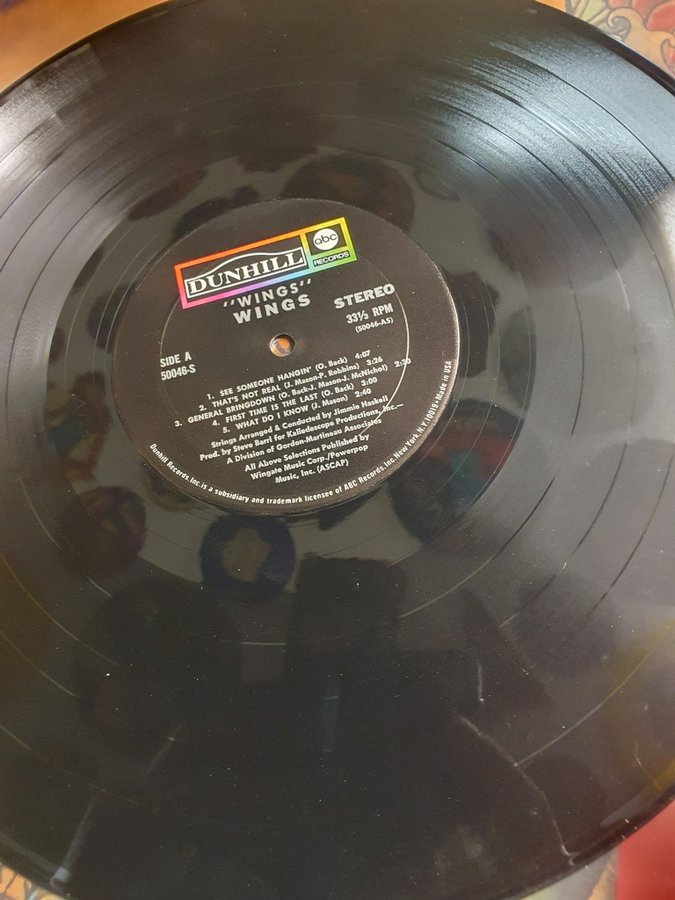 DUNHILL
abc
RECORDS
"WINGS"
WINGS
STEREO
33⅓ RPM
(50046-AS)
SIDE A
50046-S
1. SEE SOMEONE HANGIN' (O. Back) 4:07
2. THAT'S NOT REAL (J. Mason-P. Robbins) 3:26
3. GENERAL BRINGDOWN (O. Back-J. Mason-J. McNichol) 2:20
4. FIRST TIME IS THE LAST (O. Back) 3:00
5. WHAT DO I KNOW (J. Mason) 2:40
Strings Arranged & Conducted by Jimmie Haskell
Prod. by Steve Barri for Kaliedoscope Productions, Inc.—
A Division of Gordon-Martineau Associates
All Above Selections Published by
Wingate Music Corp./Powerpop
Music, Inc. (ASCAP)
Dunhill Records, Inc. is a subsidiary and trademark licensee of ABC Records, Inc. New York, N.Y. 10019 • Made in USA